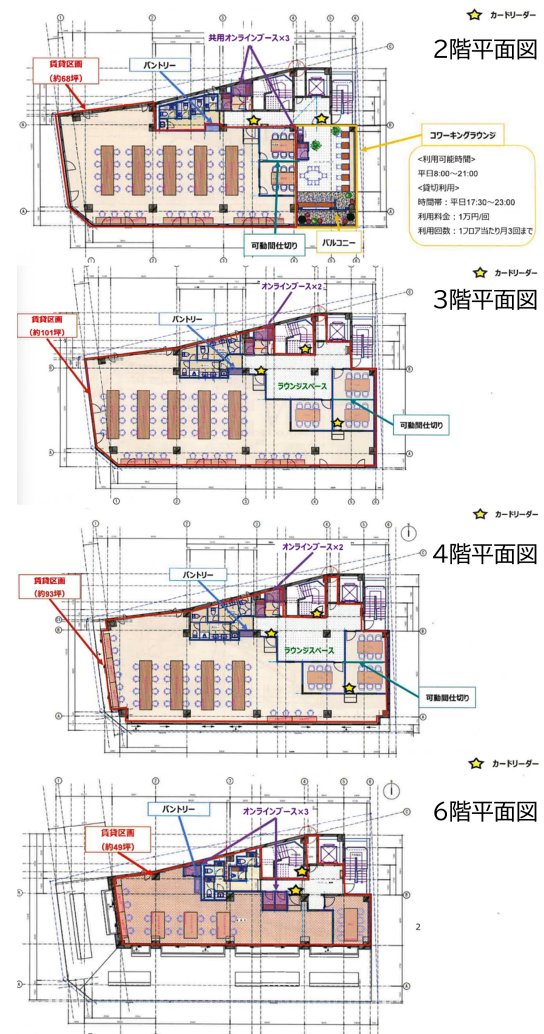 カードリーダー
2階平面図
共用オンラインブース×3
賃貸区画
(約68坪)
パントリー
コワーキングラウンジ
<利用可能時間>
平日8:00～21:00
<貸切利用>
時間帯：平日17:30～23:00
利用料金：1万円/回
利用回数：1フロア当たり月3回まで
可動間仕切り
バルコニー
カードリーダー
3階平面図
オンラインブース×2
賃貸区画
(約101坪)
パントリー
ラウンジスペース
可動間仕切り
カードリーダー
4階平面図
オンラインブース×2
パントリー
賃貸区画
(約93坪)
ラウンジスペース
可動間仕切り
カードリーダー
6階平面図
オンラインブース×3
パントリー
賃貸区画
(約49坪)
2